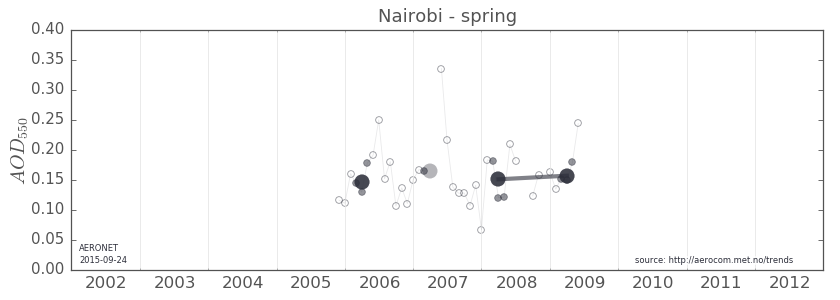 Nairobi - spring
0.40
0.35
0.30
0.25
0.20
0.15
0.10
0.05
0.00
AOD550
AERONET
2015-09-24
source: http://aerocom.met.no/trends
2002 2003 2004 2005 2006 2007 2008 2009 2010 2011 2012